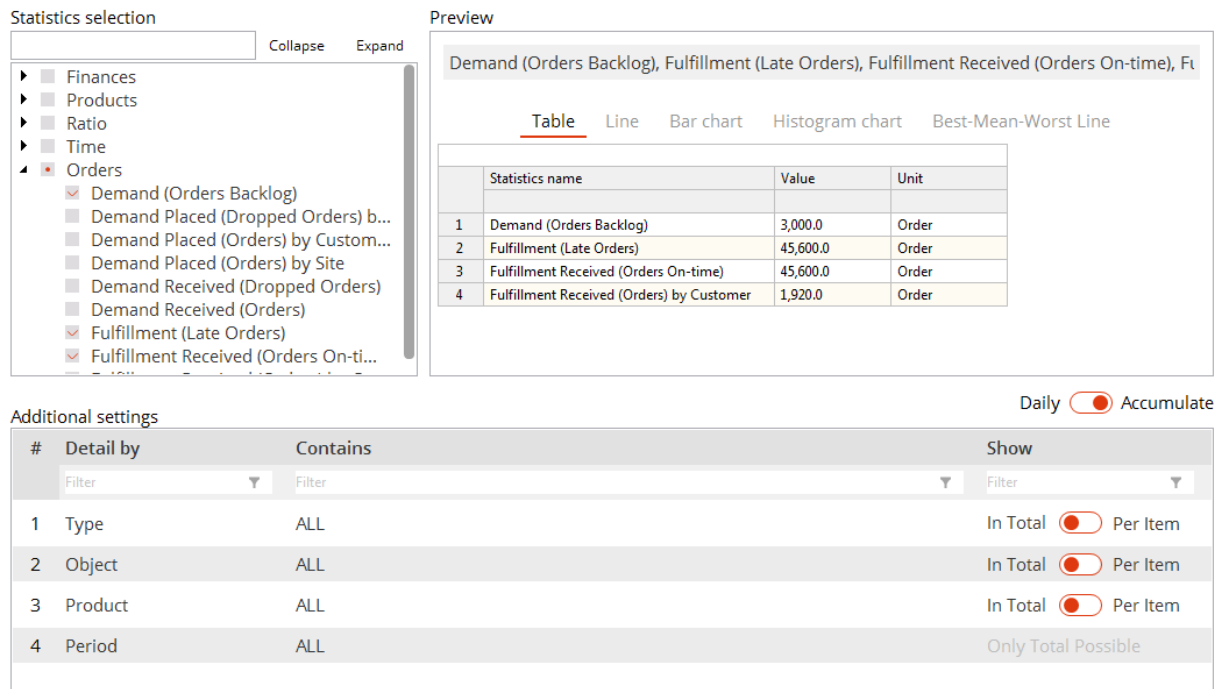 Statistics selection
Collapse Expand
Finances
Products
Ratio
Time
Orders
Demand (Orders Backlog)
Demand Placed (Dropped Orders) b...
Demand Placed (Orders) by Custom...
Demand Placed (Orders) by Site
Demand Received (Dropped Orders)
Demand Received (Orders)
Fulfillment (Late Orders)
Fulfillment Received (Orders On-ti...
Preview
Demand (Orders Backlog), Fulfillment (Late Orders), Fulfillment Received (Orders On-time), Fu
Table Line Bar chart Histogram chart Best-Mean-Worst Line
Statistics name Value Unit
1 Demand (Orders Backlog) 3,000.0 Order
2 Fulfillment (Late Orders) 45,600.0 Order
3 Fulfillment Received (Orders On-time) 45,600.0 Order
4 Fulfillment Received (Orders) by Customer 1,920.0 Order
Daily Accumulate
Additional settings
# Detail by Contains Show
Filter Filter Filter
1 Type ALL In Total Per Item
2 Object ALL In Total Per Item
3 Product ALL In Total Per Item
4 Period ALL Only Total Possible